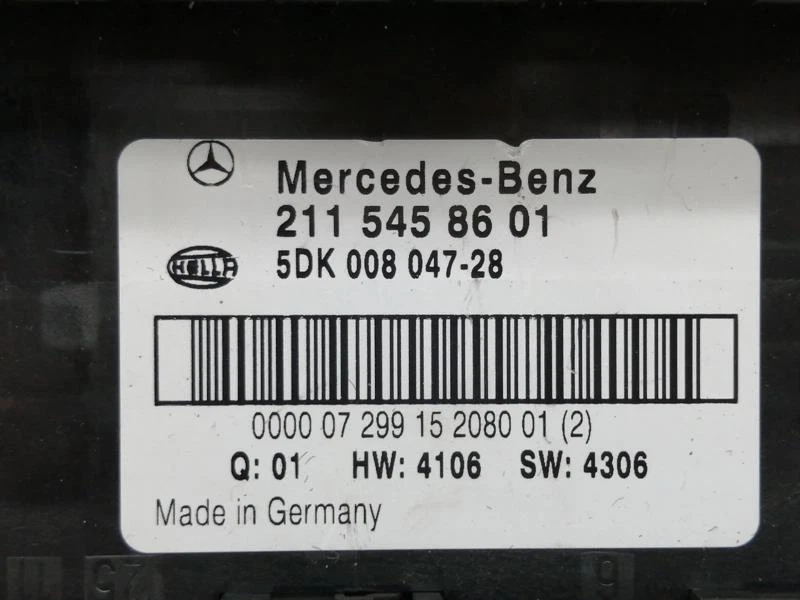 Mercedes-Benz
211 545 86 01
HELLA
5DK 008 047-28
0000 07 299 15 2080 01 (2)
Q: 01 HW: 4106 SW: 4306
Made in Germany